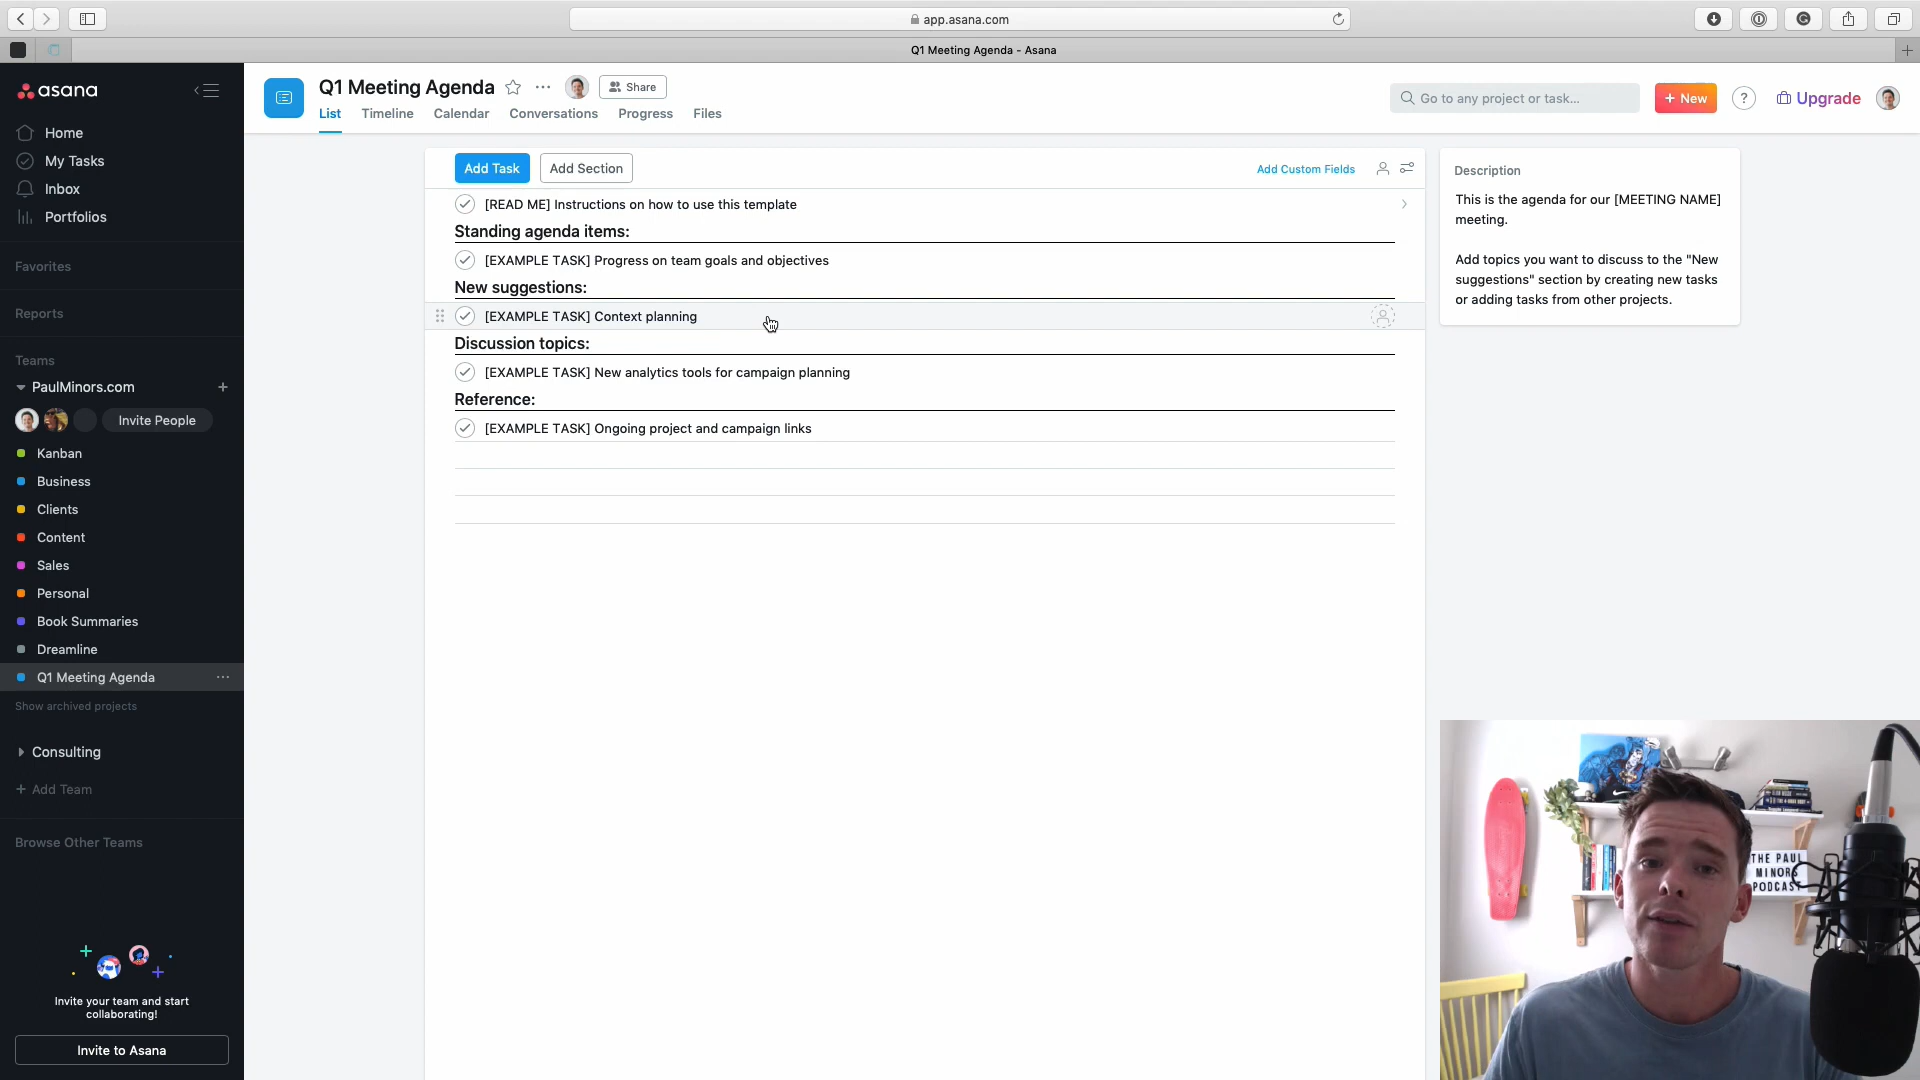 app.asana.com
Q1 Meeting Agenda - Asana
asana
Home
My Tasks
Inbox
Portfolios
Favorites
Reports
Teams
PaulMinors.com
Invite People
Kanban
Business
Clients
Content
Sales
Personal
Book Summaries
Dreamline
Q1 Meeting Agenda
Show archived projects
Consulting
+ Add Team
Browse Other Teams
Invite your team and start
collaborating!
Invite to Asana
Q1 Meeting Agenda
Share
List Timeline Calendar Conversations Progress Files
Go to any project or task...
+ New
?
Upgrade
Add Task
Add Section
Add Custom Fields
[READ ME] Instructions on how to use this template
Standing agenda items:
[EXAMPLE TASK] Progress on team goals and objectives
New suggestions:
[EXAMPLE TASK] Context planning
Discussion topics:
[EXAMPLE TASK] New analytics tools for campaign planning
Reference:
[EXAMPLE TASK] Ongoing project and campaign links
Description
This is the agenda for our [MEETING NAME]
meeting.
Add topics you want to discuss to the "New
suggestions" section by creating new tasks
or adding tasks from other projects.
THE PAUL
MINORS
PODCAST